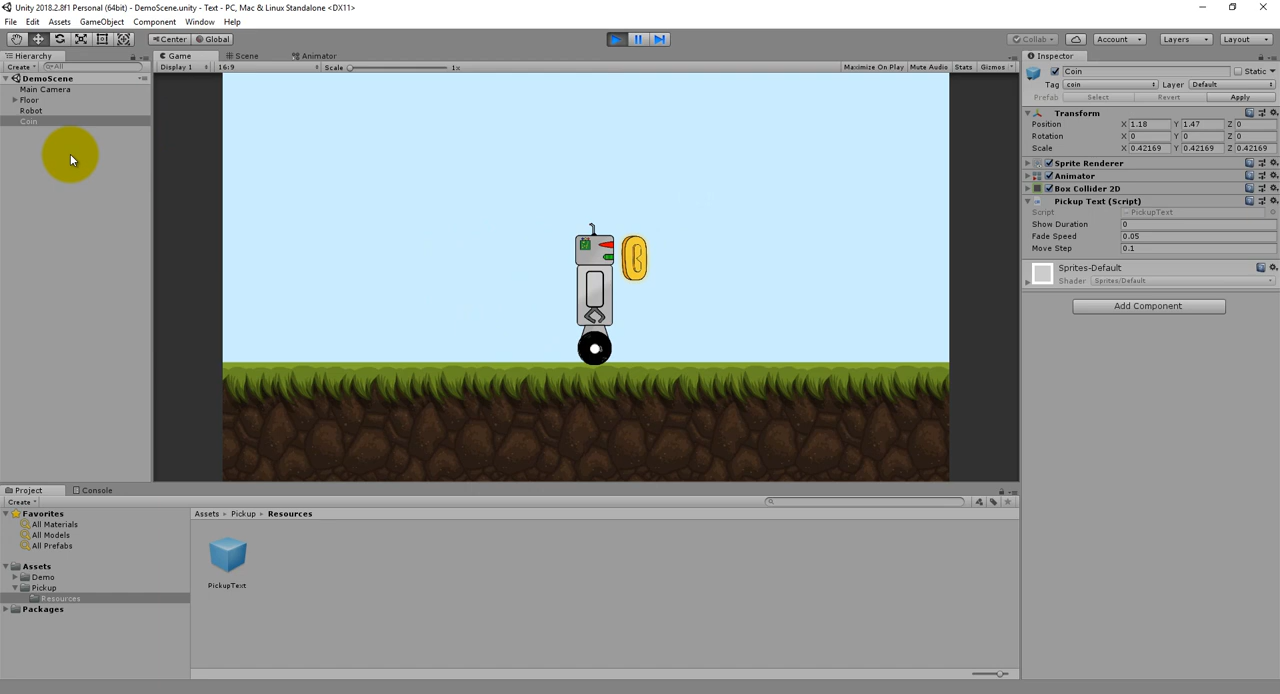 Unity 2018.2.8f1 Personal (64bit) - DemoScene.unity - Text - PC, Mac & Linux Standalone <DX11>
File Edit Assets GameObject Component Window Help
Center Global Collab Account Layers Layout
Hierarchy Game Scene Animator Inspector
Create All Display 1 16:9 Scale 1x Maximize On Play Mute Audio Stats Gizmos
Coin Static
DemoScene
Main Camera
Floor
Robot
Coin
Tag coin Layer Default
Prefab Select Revert Apply
Transform
Position X 1.18 Y 1.47 Z 0
Rotation X 0 Y 0 Z 0
Scale X 0.42169 Y 0.42169 Z 0.42169
Sprite Renderer
Animator
Box Collider 2D
Pickup Text (Script)
Script PickupText
Show Duration 0
Fade Speed 0.05
Move Step 0.1
Sprites-Default
Shader Sprites/Default
Add Component
Project Console
Create
Favorites
All Materials
All Models
All Prefabs
Assets
Demo
Pickup
Resources
Packages
Assets Pickup Resources
PickupText